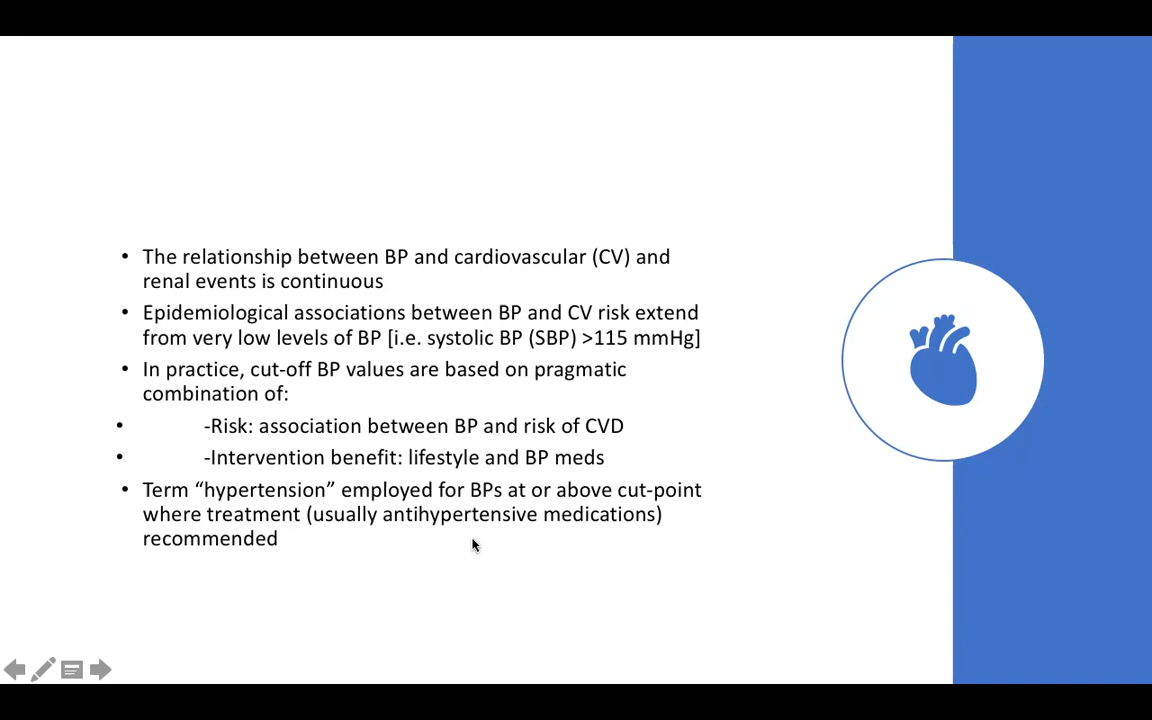 • The relationship between BP and cardiovascular (CV) and
renal events is continuous
• Epidemiological associations between BP and CV risk extend
from very low levels of BP [i.e. systolic BP (SBP) >115 mmHg]
• In practice, cut-off BP values are based on pragmatic
combination of:
• -Risk: association between BP and risk of CVD
• -Intervention benefit: lifestyle and BP meds
• Term “hypertension” employed for BPs at or above cut-point
where treatment (usually antihypertensive medications)
recommended